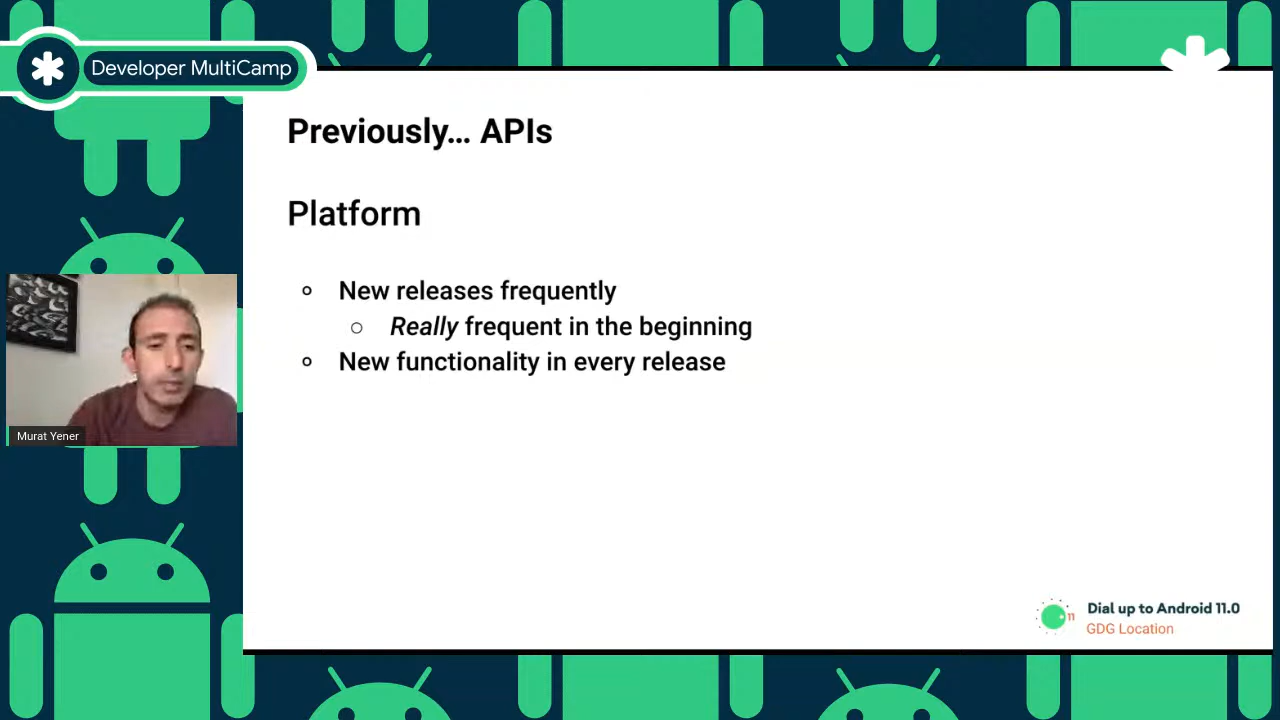 Developer MultiCamp
Previously... APIs
Platform
New releases frequently
Really frequent in the beginning
New functionality in every release
Murat Yener
11
Dial up to Android 11.0
GDG Location